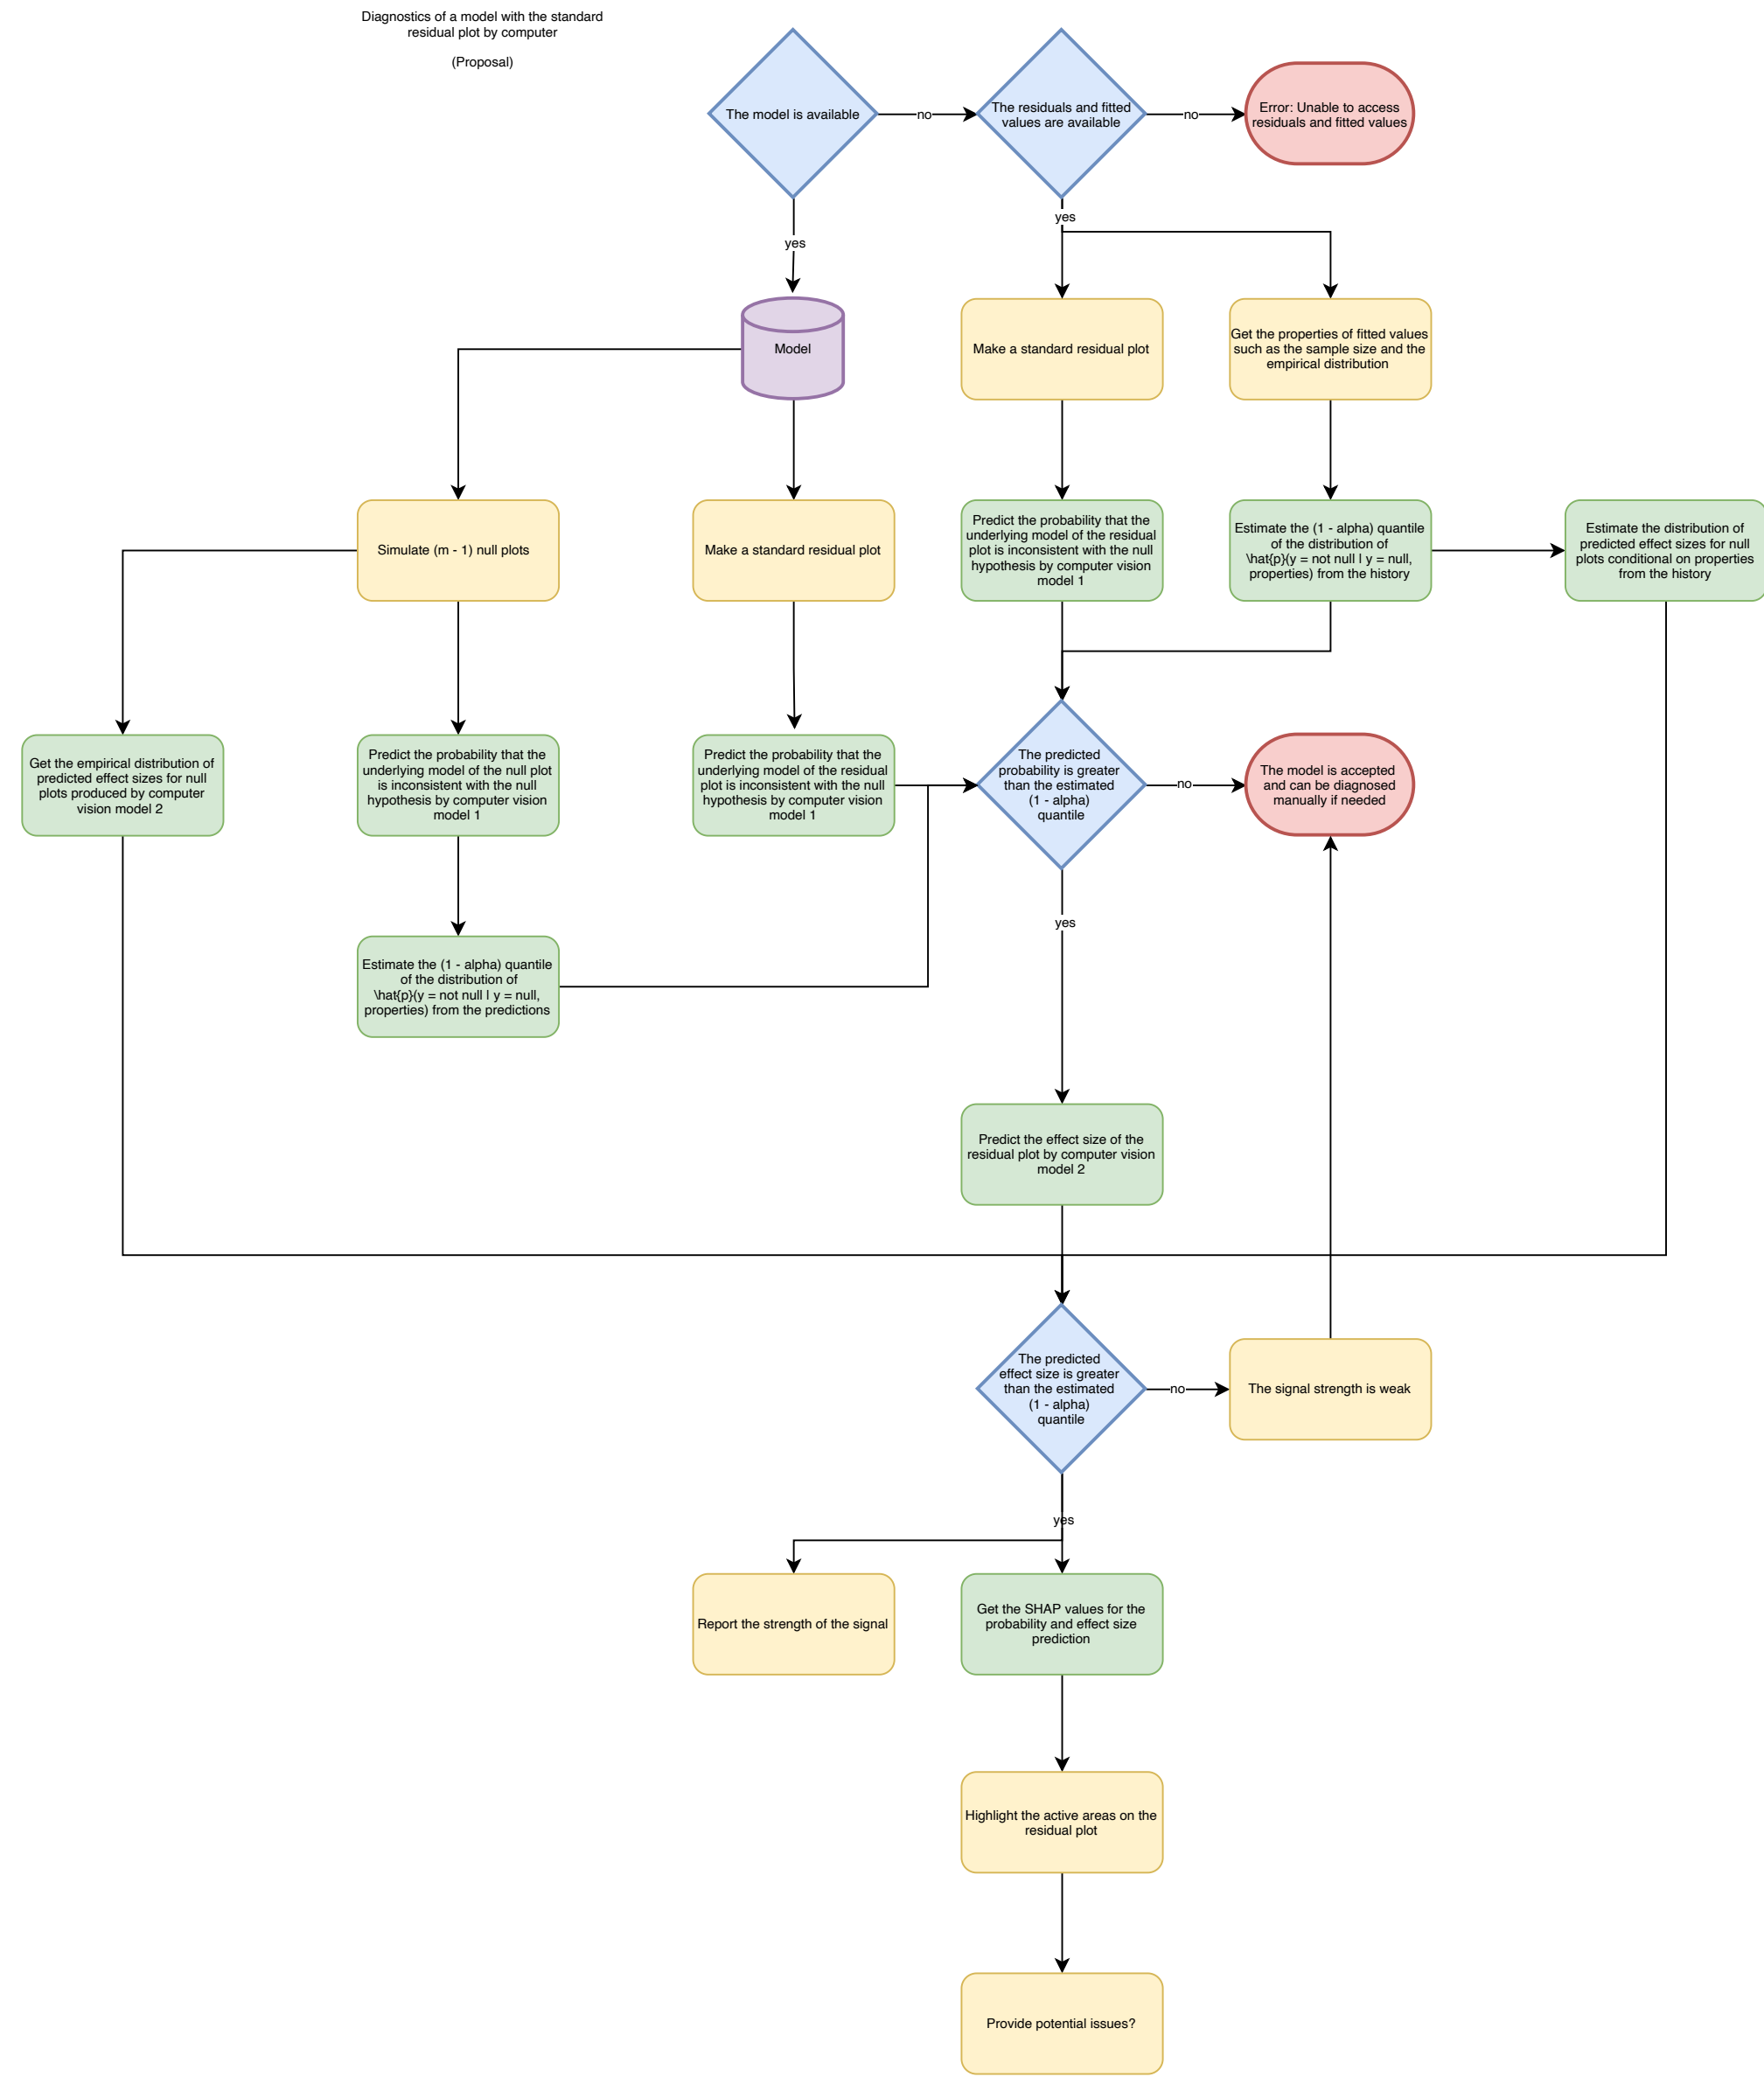 Diagnostics of a model with the standard
residual plot by computer
(Proposal)
The model is available
no
The residuals and fitted
values are available
no
Error: Unable to access
residuals and fitted values
yes
yes
Model
Make a standard residual plot
Get the properties of fitted values
such as the sample size and the
empirical distribution
Simulate (m - 1) null plots
Make a standard residual plot
Predict the probability that the
underlying model of the residual
plot is inconsistent with the null
hypothesis by computer vision
model 1
Estimate the (1 - alpha) quantile
of the distribution of
\hat{p}(y = not null | y = null,
properties) from the history
Estimate the distribution of
predicted effect sizes for null
plots conditional on properties
from the history
Get the empirical distribution of
predicted effect sizes for null
plots produced by computer
vision model 2
Predict the probability that the
underlying model of the null plot
is inconsistent with the null
hypothesis by computer vision
model 1
Predict the probability that the
underlying model of the residual
plot is inconsistent with the null
hypothesis by computer vision
model 1
The predicted
probability is greater
than the estimated
(1 - alpha)
quantile
no
The model is accepted
and can be diagnosed
manually if needed
yes
Estimate the (1 - alpha) quantile
of the distribution of
\hat{p}(y = not null | y = null,
properties) from the predictions
Predict the effect size of the
residual plot by computer vision
model 2
The predicted
effect size is greater
than the estimated
(1 - alpha)
quantile
no
The signal strength is weak
yes
Report the strength of the signal
Get the SHAP values for the
probability and effect size
prediction
Highlight the active areas on the
residual plot
Provide potential issues?